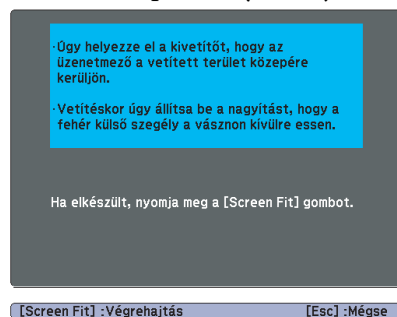 ·Úgy helyezze el a kivetítőt, hogy az
üzenetmező a vetített terület közepére
kerüljön.
·Vetítéskor úgy állítsa be a nagyítást, hogy a
fehér külső szegély a vásznon kívülre essen.
Ha elkészült, nyomja meg a [Screen Fit] gombot.
[Screen Fit] :Végrehajtás [Esc] :Mégse